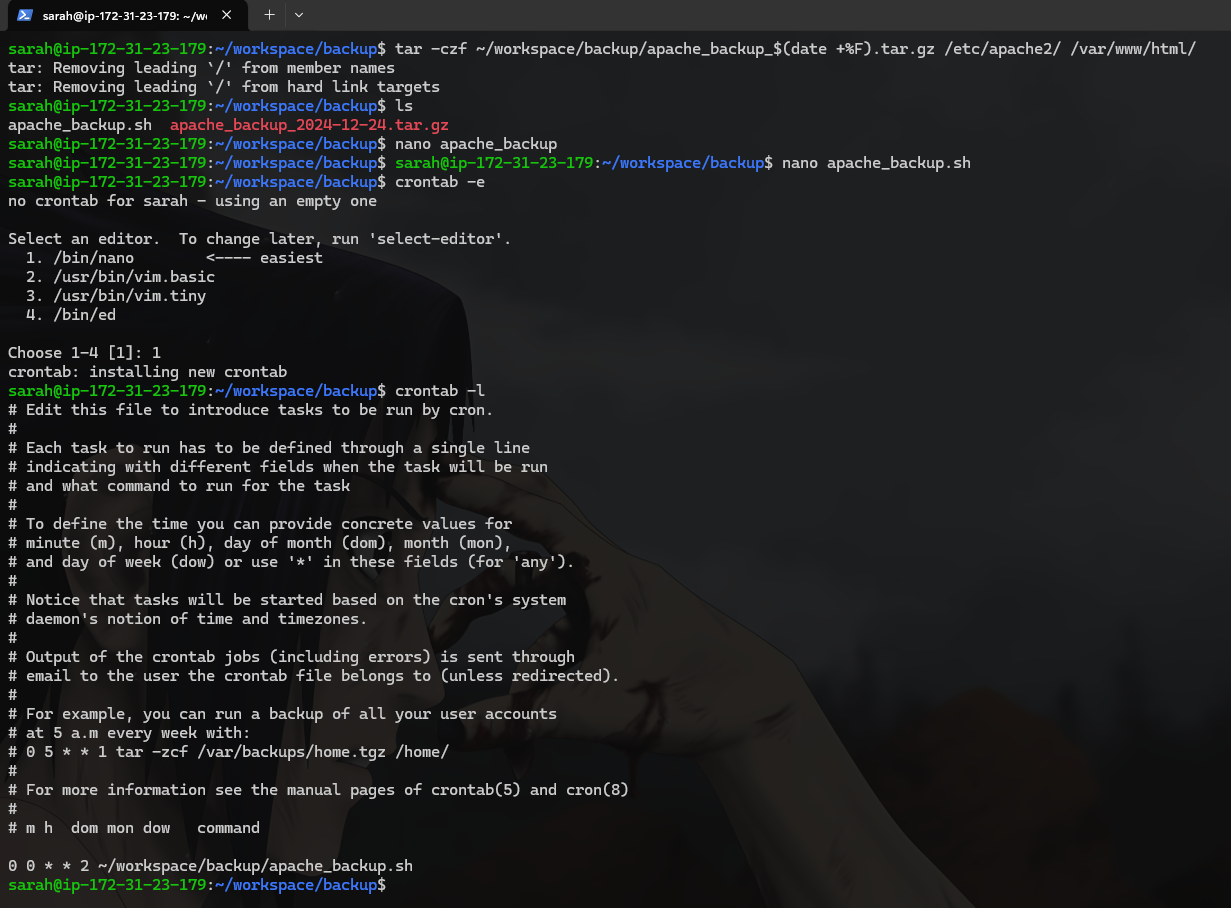 sarah@ip-172-31-23-179: ~/w
sarah@ip-172-31-23-179:~/workspace/backup$ tar -czf ~/workspace/backup/apache_backup_$(date +%F).tar.gz /etc/apache2/ /var/www/html/
tar: Removing leading `/' from member names
tar: Removing leading `/' from hard link targets
sarah@ip-172-31-23-179:~/workspace/backup$ ls
apache_backup.sh  apache_backup_2024-12-24.tar.gz
sarah@ip-172-31-23-179:~/workspace/backup$ nano apache_backup
sarah@ip-172-31-23-179:~/workspace/backup$ sarah@ip-172-31-23-179:~/workspace/backup$ nano apache_backup.sh
sarah@ip-172-31-23-179:~/workspace/backup$ crontab -e
no crontab for sarah - using an empty one
Select an editor.  To change later, run 'select-editor'.
  1. /bin/nano        <---- easiest
  2. /usr/bin/vim.basic
  3. /usr/bin/vim.tiny
  4. /bin/ed
Choose 1-4 [1]: 1
crontab: installing new crontab
sarah@ip-172-31-23-179:~/workspace/backup$ crontab -l
# Edit this file to introduce tasks to be run by cron.
#
# Each task to run has to be defined through a single line
# indicating with different fields when the task will be run
# and what command to run for the task
#
# To define the time you can provide concrete values for
# minute (m), hour (h), day of month (dom), month (mon),
# and day of week (dow) or use '*' in these fields (for 'any').
#
# Notice that tasks will be started based on the cron's system
# daemon's notion of time and timezones.
#
# Output of the crontab jobs (including errors) is sent through
# email to the user the crontab file belongs to (unless redirected).
#
# For example, you can run a backup of all your user accounts
# at 5 a.m every week with:
# 0 5 * * 1 tar -zcf /var/backups/home.tgz /home/
#
# For more information see the manual pages of crontab(5) and cron(8)
#
# m h  dom mon dow   command
0 0 * * 2 ~/workspace/backup/apache_backup.sh
sarah@ip-172-31-23-179:~/workspace/backup$